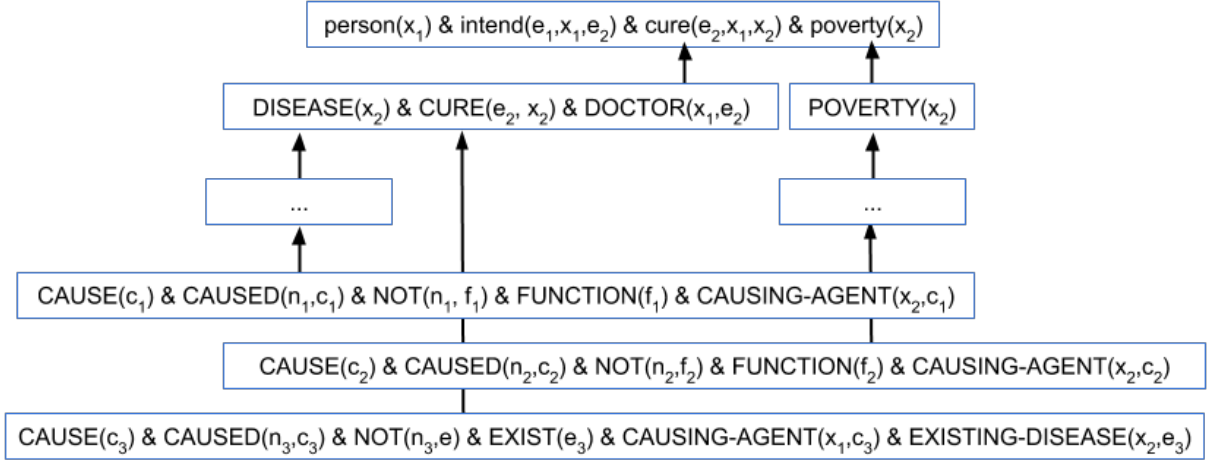 person(x₁) & intend(e₁,x₁,e₂) & cure(e₂,x₁,x₂) & poverty(x₂)
DISEASE(x₂) & CURE(e₂, x₂) & DOCTOR(x₁,e₂)
POVERTY(x₂)
...
...
CAUSE(c₁) & CAUSED(n₁,c₁) & NOT(n₁, f₁) & FUNCTION(f₁) & CAUSING-AGENT(x₂,c₁)
CAUSE(c₂) & CAUSED(n₂,c₂) & NOT(n₂,f₂) & FUNCTION(f₂) & CAUSING-AGENT(x₂,c₂)
CAUSE(c₃) & CAUSED(n₃,c₃) & NOT(n₃,e) & EXIST(e₃) & CAUSING-AGENT(x₁,c₃) & EXISTING-DISEASE(x₂,e₃)